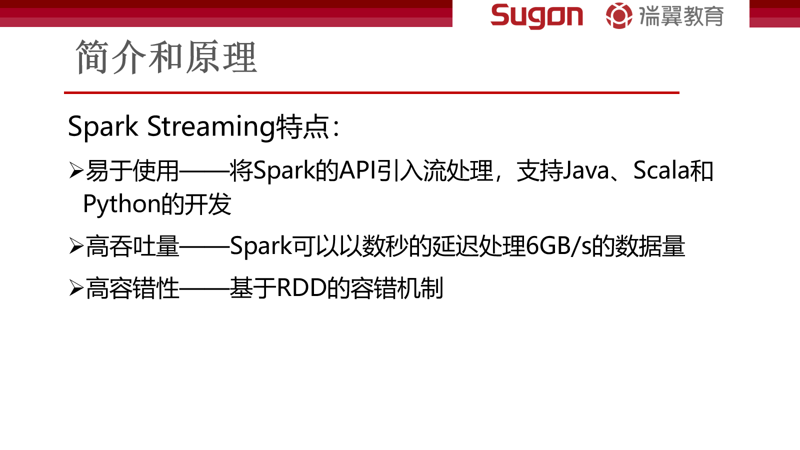 Sugon 瑞翼教育
简介和原理
Spark Streaming特点：
➢易于使用——将Spark的API引入流处理，支持Java、Scala和
Python的开发
➢高吞吐量——Spark可以以数秒的延迟处理6GB/s的数据量
➢高容错性——基于RDD的容错机制